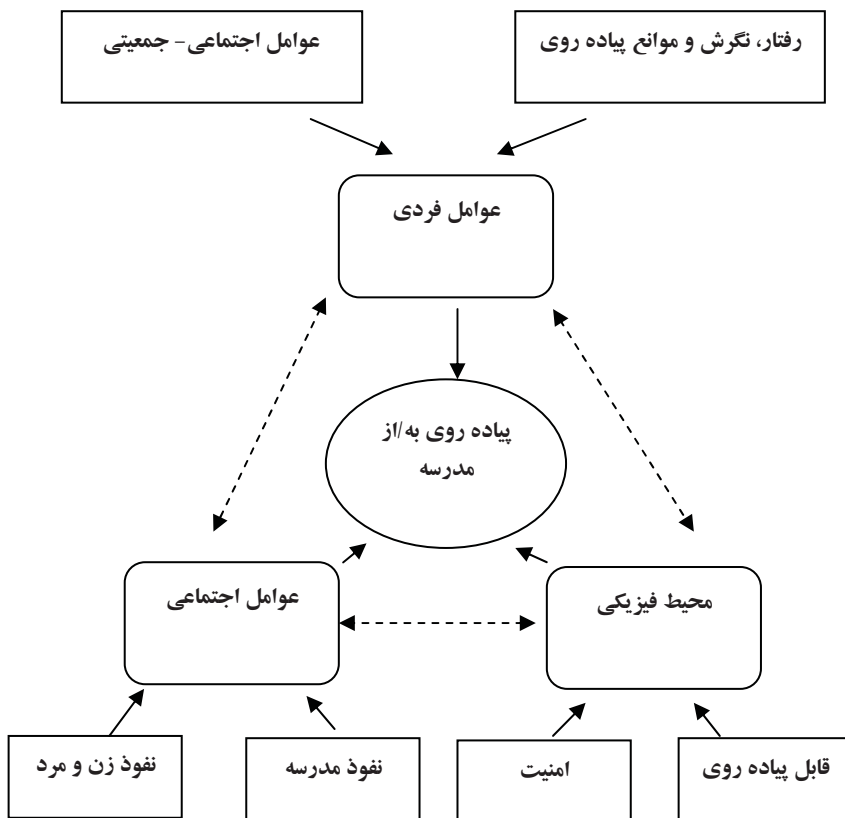 رفتار، نگرش و موانع پیاده روی
عوامل اجتماعی- جمعیتی
عوامل فردی
پیاده روی به/از
مدرسه
محیط فیزیکی
عوامل اجتماعی
قابل پیاده روی
امنیت
نفوذ مدرسه
نفوذ زن و مرد